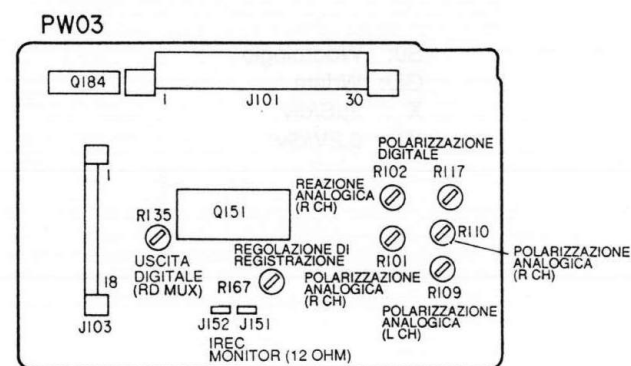 PW03
Q184
1
J101
30
1
18
J103
R135
USCITA
DIGITALE
(RD MUX)
Q151
REGOLAZIONE DI
REGISTRAZIONE
R167
J152
J151
IREC
MONITOR (12 OHM)
REAZIONE
ANALOGICA
(R CH)
POLARIZZAZIONE
DIGITALE
R102
R117
R101
R110
POLARIZZAZIONE
ANALOGICA
(R CH)
POLARIZZAZIONE
ANALOGICA
(R CH)
R109
POLARIZZAZIONE
ANALOGICA
(L CH)